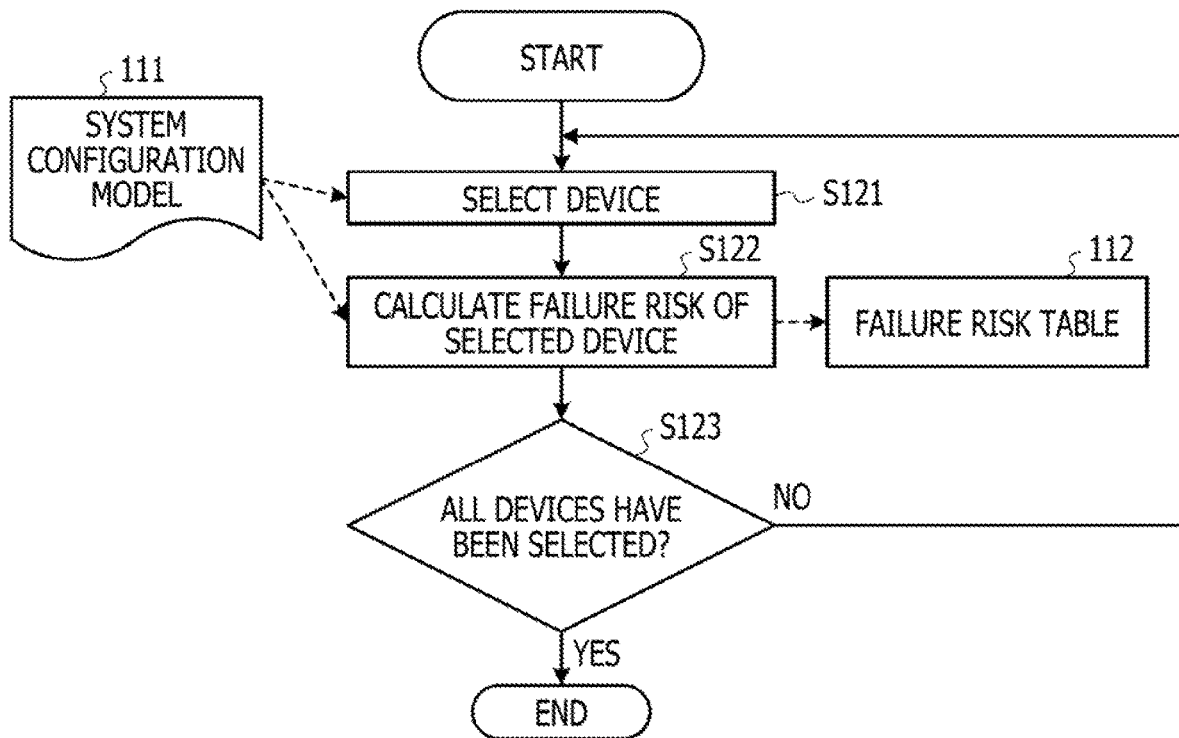 START
111
SYSTEM
CONFIGURATION
MODEL
SELECT DEVICE
S121
S122
CALCULATE FAILURE RISK OF
SELECTED DEVICE
112
FAILURE RISK TABLE
S123
ALL DEVICES HAVE
BEEN SELECTED?
NO
YES
END